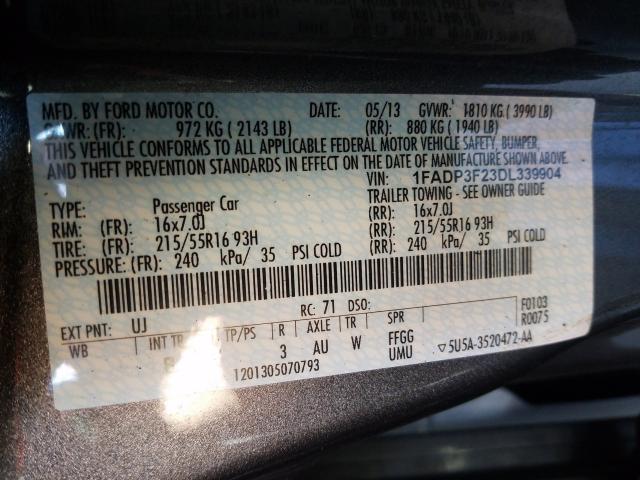 MFD. BY FORD MOTOR CO. DATE: 05/13 GVWR: 1810 KG ( 3990 LB)
WR: (FR): 972 KG ( 2143 LB) (RR): 880 KG ( 1940 LB)
THIS VEHICLE CONFORMS TO ALL APPLICABLE FEDERAL MOTOR VEHICLE SAFETY, BUMPER,
AND THEFT PREVENTION STANDARDS IN EFFECT ON THE DATE OF MANUFACTURE SHOWN ABOVE.
VIN: 1FADP3F23DL339904
TYPE: Passenger Car TRAILER TOWING - SEE OWNER GUIDE
RIM: (FR): 16x7.0J (RR): 16x7.0J
TIRE: (FR): 215/55R16 93H (RR): 215/55R16 93H
PRESSURE: (FR): 240 kPa/ 35 PSI COLD (RR): 240 kPa/ 35 PSI COLD
EXT PNT: UJ RC: 71 DSO: F0103
WB INT TR TP/PS R AXLE TR SPR R0075
3 AU W FFGG
UMU ▽5U5A-3520472-AA
1201305070793